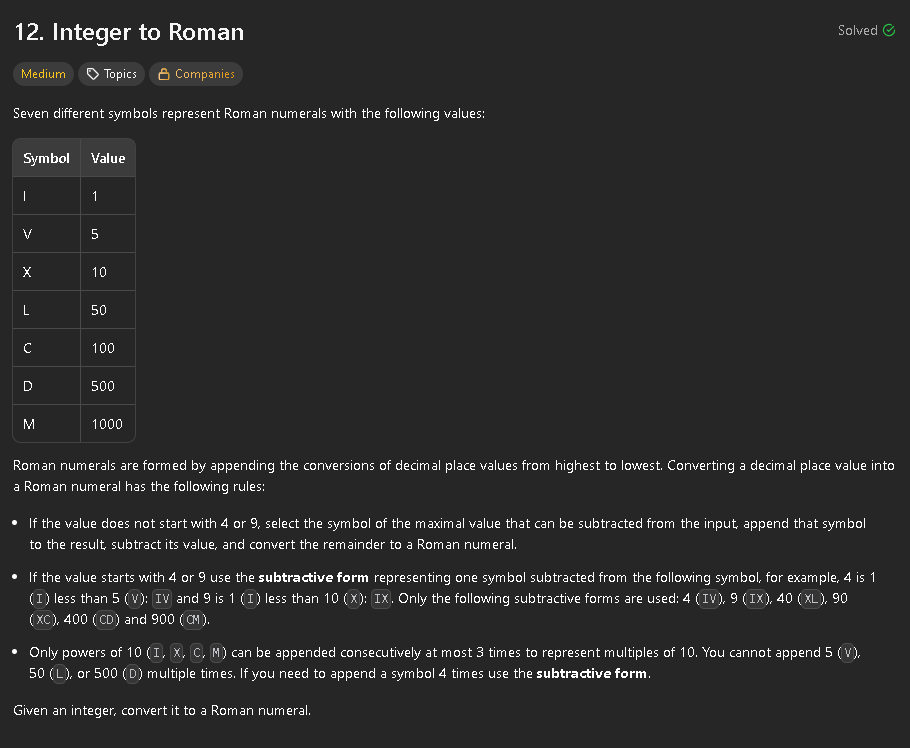 12. Integer to Roman
Solved
Medium Topics Companies
Seven different symbols represent Roman numerals with the following values:
Symbol Value
I 1
V 5
X 10
L 50
C 100
D 500
M 1000
Roman numerals are formed by appending the conversions of decimal place values from highest to lowest. Converting a decimal place value into
a Roman numeral has the following rules:
• If the value does not start with 4 or 9, select the symbol of the maximal value that can be subtracted from the input, append that symbol
to the result, subtract its value, and convert the remainder to a Roman numeral.
• If the value starts with 4 or 9 use the subtractive form representing one symbol subtracted from the following symbol, for example, 4 is 1
(I) less than 5 (V): IV and 9 is 1 (I) less than 10 (X): IX. Only the following subtractive forms are used: 4 (IV), 9 (IX), 40 (XL), 90
(XC), 400 (CD) and 900 (CM).
• Only powers of 10 (I, X, C, M) can be appended consecutively at most 3 times to represent multiples of 10. You cannot append 5 (V),
50 (L), or 500 (D) multiple times. If you need to append a symbol 4 times use the subtractive form.
Given an integer, convert it to a Roman numeral.